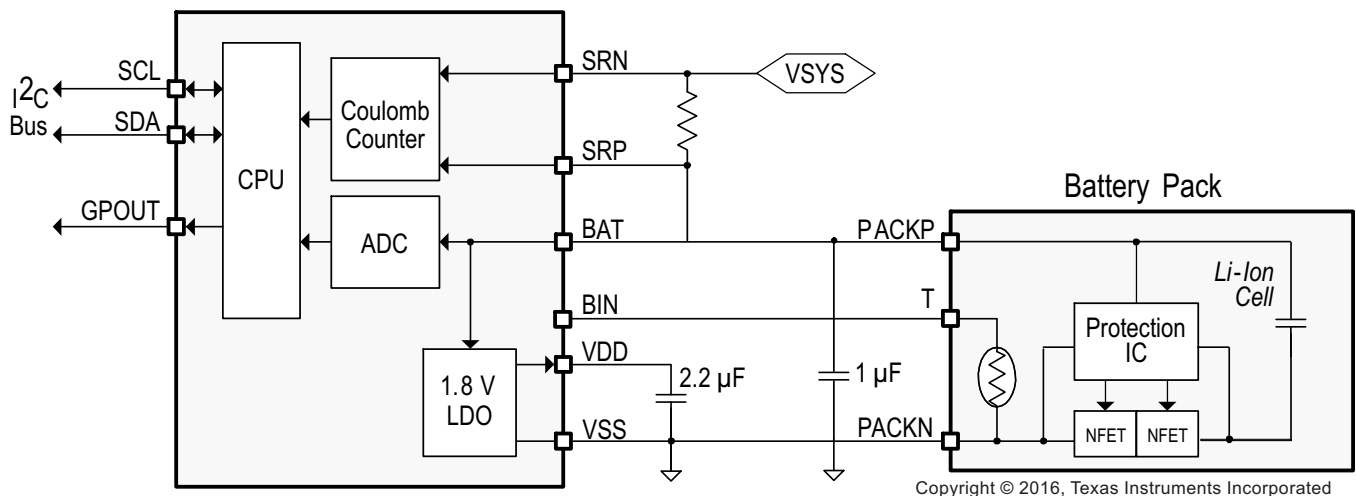 SCL
I2C
Bus
SDA
GPOUT
CPU
Coulomb
Counter
ADC
1.8 V
LDO
SRN
SRP
BAT
BIN
VDD
VSS
VSYS
2.2 µF
1 µF
Battery Pack
PACKP
T
PACKN
Li-Ion
Cell
Protection
IC
NFET NFET
Copyright © 2016, Texas Instruments Incorporated